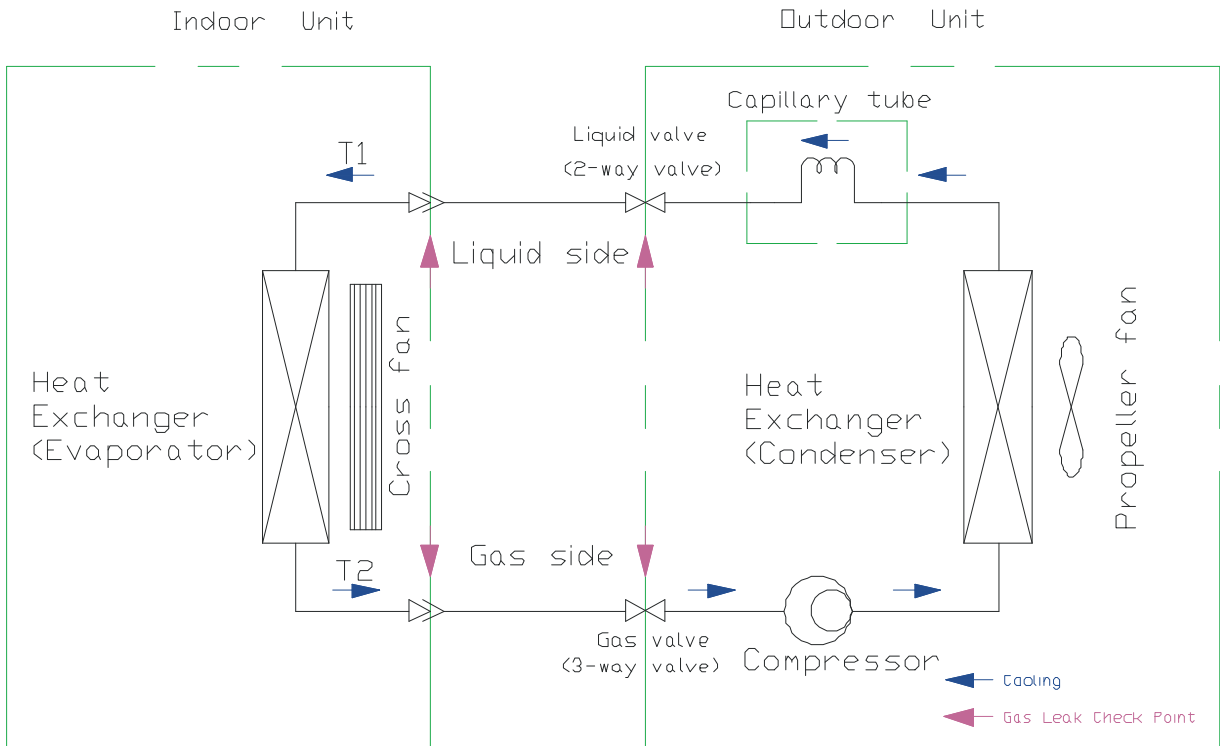 Indoor Unit
Outdoor Unit
Capillary tube
Liquid valve
(2-way valve)
T1
Liquid side
Heat
Exchanger
(Evaporator)
Cross fan
Heat
Exchanger
(Condenser)
Propeller fan
Gas side
T2
Gas valve
(3-way valve)
Compressor
Cooling
Gas Leak Check Point